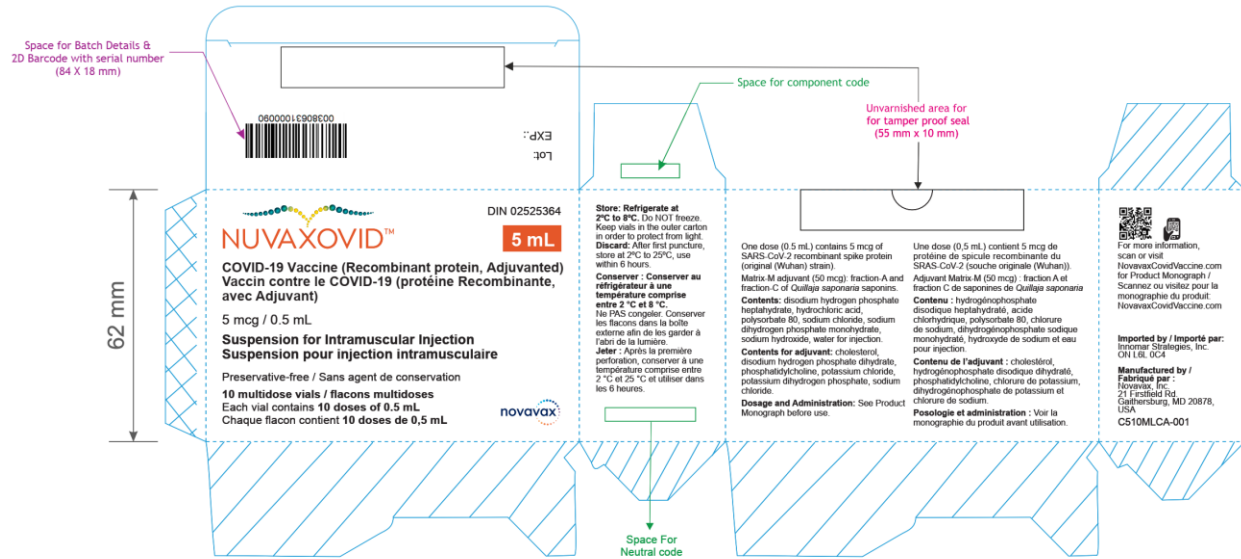 Space for Batch Details &
2D Barcode with serial number
(84 X 18 mm)
Space for component code
Unvarnished area for
for tamper proof seal
(55 mm x 10 mm)
00380631000090
EXP.:
Lot:
62 mm
NUVAXOVID™
DIN 02525364
5 mL
COVID-19 Vaccine (Recombinant protein, Adjuvanted)
Vaccin contre le COVID-19 (protéine Recombinante,
avec Adjuvant)
5 mcg / 0.5 mL
Suspension for Intramuscular Injection
Suspension pour injection intramusculaire
Preservative-free / Sans agent de conservation
10 multidose vials / flacons multidoses
Each vial contains 10 doses of 0.5 mL
Chaque flacon contient 10 doses de 0,5 mL
novavax
Store: Refrigerate at
2ºC to 8ºC. Do NOT freeze.
Keep vials in the outer carton
in order to protect from light.
Discard: After first puncture,
store at 2ºC to 25ºC, use
within 6 hours.
Conserver : Conserver au
réfrigérateur à une
température comprise
entre 2 °C et 8 °C.
Ne PAS congeler. Conserver
les flacons dans la boîte
externe afin de les garder à
l'abri de la lumière.
Jeter : Après la première
perforation, conserver à une
température comprise entre
2 °C et 25 °C et utiliser dans
les 6 heures.
Space For
Neutral code
One dose (0.5 mL) contains 5 mcg of
SARS-CoV-2 recombinant spike protein
(original (Wuhan) strain).
Matrix-M adjuvant (50 mcg): fraction-A and
fraction-C of Quillaja saponaria saponins.
Contents: disodium hydrogen phosphate
heptahydrate, hydrochloric acid,
polysorbate 80, sodium chloride, sodium
dihydrogen phosphate monohydrate,
sodium hydroxide, water for injection.
Contents for adjuvant: cholesterol,
disodium hydrogen phosphate dihydrate,
phosphatidylcholine, potassium chloride,
potassium dihydrogen phosphate, sodium
chloride.
Dosage and Administration: See Product
Monograph before use.
Une dose (0,5 mL) contient 5 mcg de
protéine de spicule recombinante du
SRAS-CoV-2 (souche originale (Wuhan)).
Adjuvant Matrix-M (50 mcg) : fraction A et
fraction C de saponines de Quillaja saponaria
Contenu : hydrogénophosphate
disodique heptahydraté, acide
chlorhydrique, polysorbate 80, chlorure
de sodium, dihydrogénophosphate sodique
monohydraté, hydroxyde de sodium et eau
pour injection.
Contenu de l'adjuvant : cholestérol,
hydrogénophosphate disodique dihydraté,
phosphatidylcholine, chlorure de potassium,
dihydrogénophosphate de potassium et
chlorure de sodium.
Posologie et administration : Voir la
monographie du produit avant utilisation.
For more information,
scan or visit
NovavaxCovidVaccine.com
for Product Monograph /
Scannez ou visitez pour la
monographie du produit:
NovavaxCovidVaccine.com
Imported by / Importé par:
Innomar Strategies, Inc.
ON L6L 0C4
Manufactured by /
Fabriqué par :
Novavax, Inc.
21 Firstfield Rd.
Gaithersburg, MD 20878,
USA
C510MLCA-001